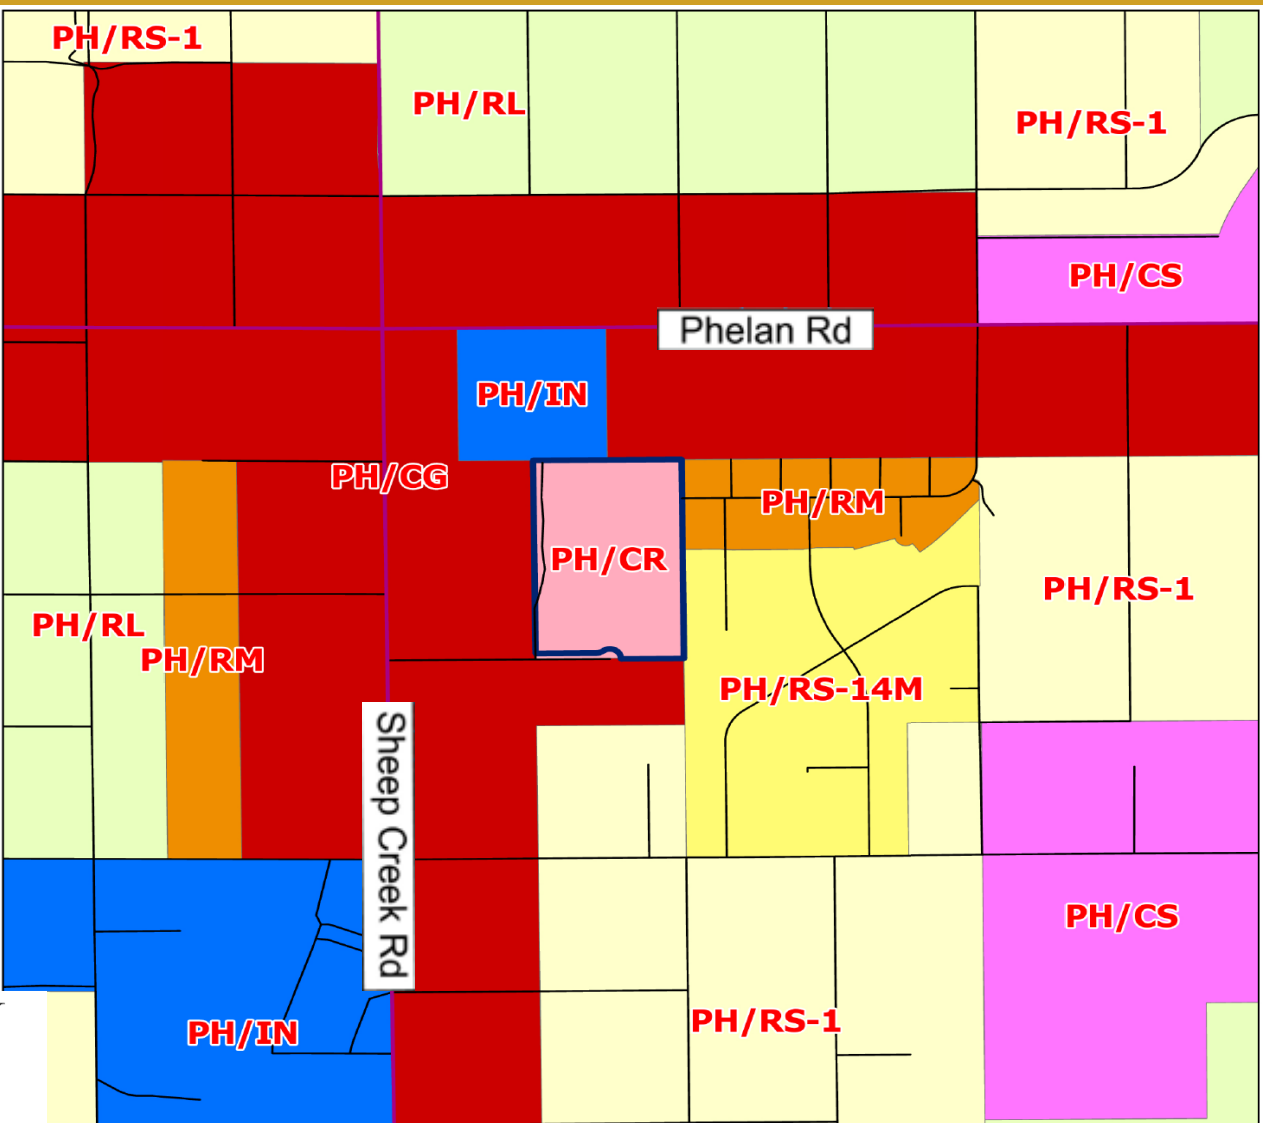 PH/RS-1
PH/RL
PH/RS-1
PH/CS
Phelan Rd
PH/IN
PH/CG
PH/RM
PH/CR
PH/RS-1
PH/RL
PH/RM
PH/RS-14M
Sheep Creek Rd
PH/CS
PH/RS-1
PH/IN